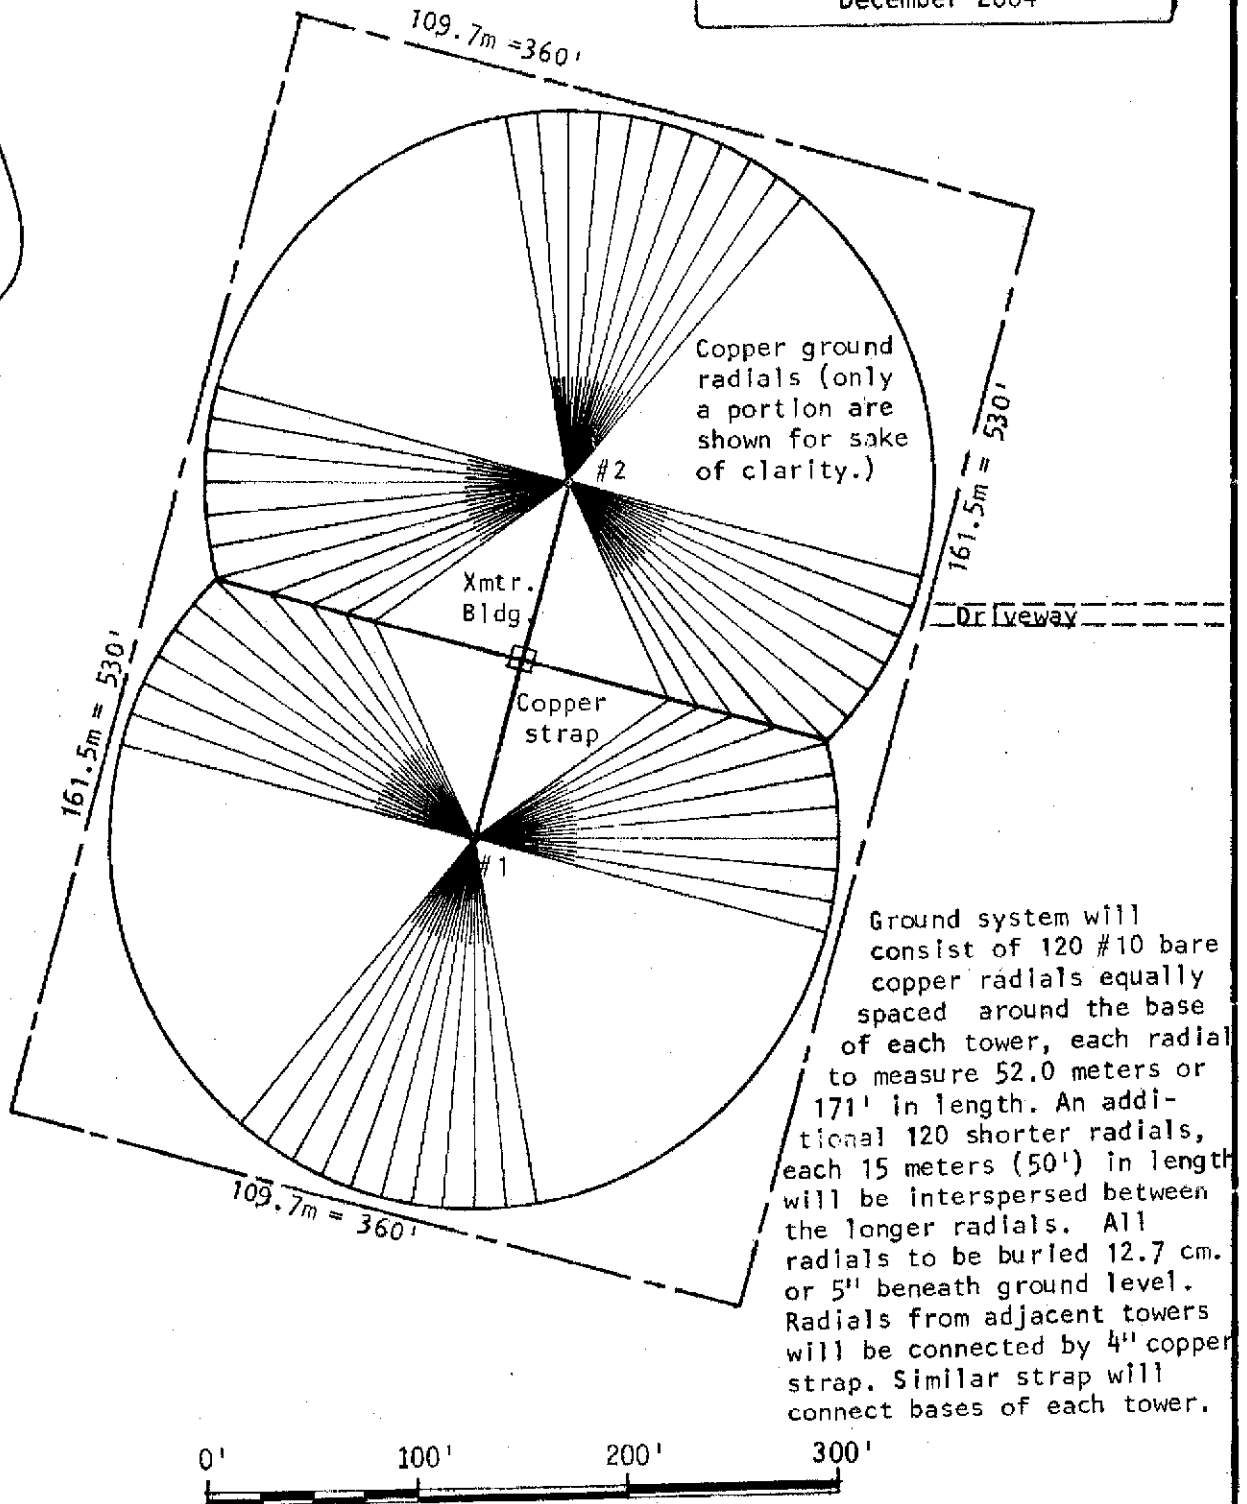 December 2004
109.7m = 360'
Copper ground
radials (only
a portion are
shown for sake
of clarity.)
#2
161.5m = 530'
Xmtr.
Bldg.
Driveway
161.5m = 530'
Copper
strap
#1
Ground system will
consist of 120 #10 bare
copper radials equally
spaced around the base
of each tower, each radial
to measure 52.0 meters or
171' in length. An addi-
tional 120 shorter radials,
each 15 meters (50') in length
will be interspersed between
the longer radials. All
radials to be buried 12.7 cm.
or 5" beneath ground level.
Radials from adjacent towers
will be connected by 4" copper
strap. Similar strap will
connect bases of each tower.
109.7m = 360'
0' 100' 200' 300'